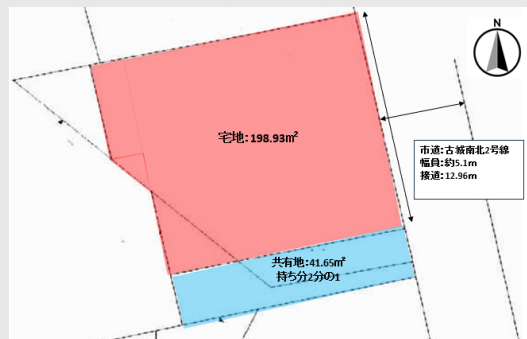 N
宅地:198.93㎡
市道:古城南北2号線
幅員:約5.1m
接道:12.96m
共有地:41.65㎡
持ち分2分の1